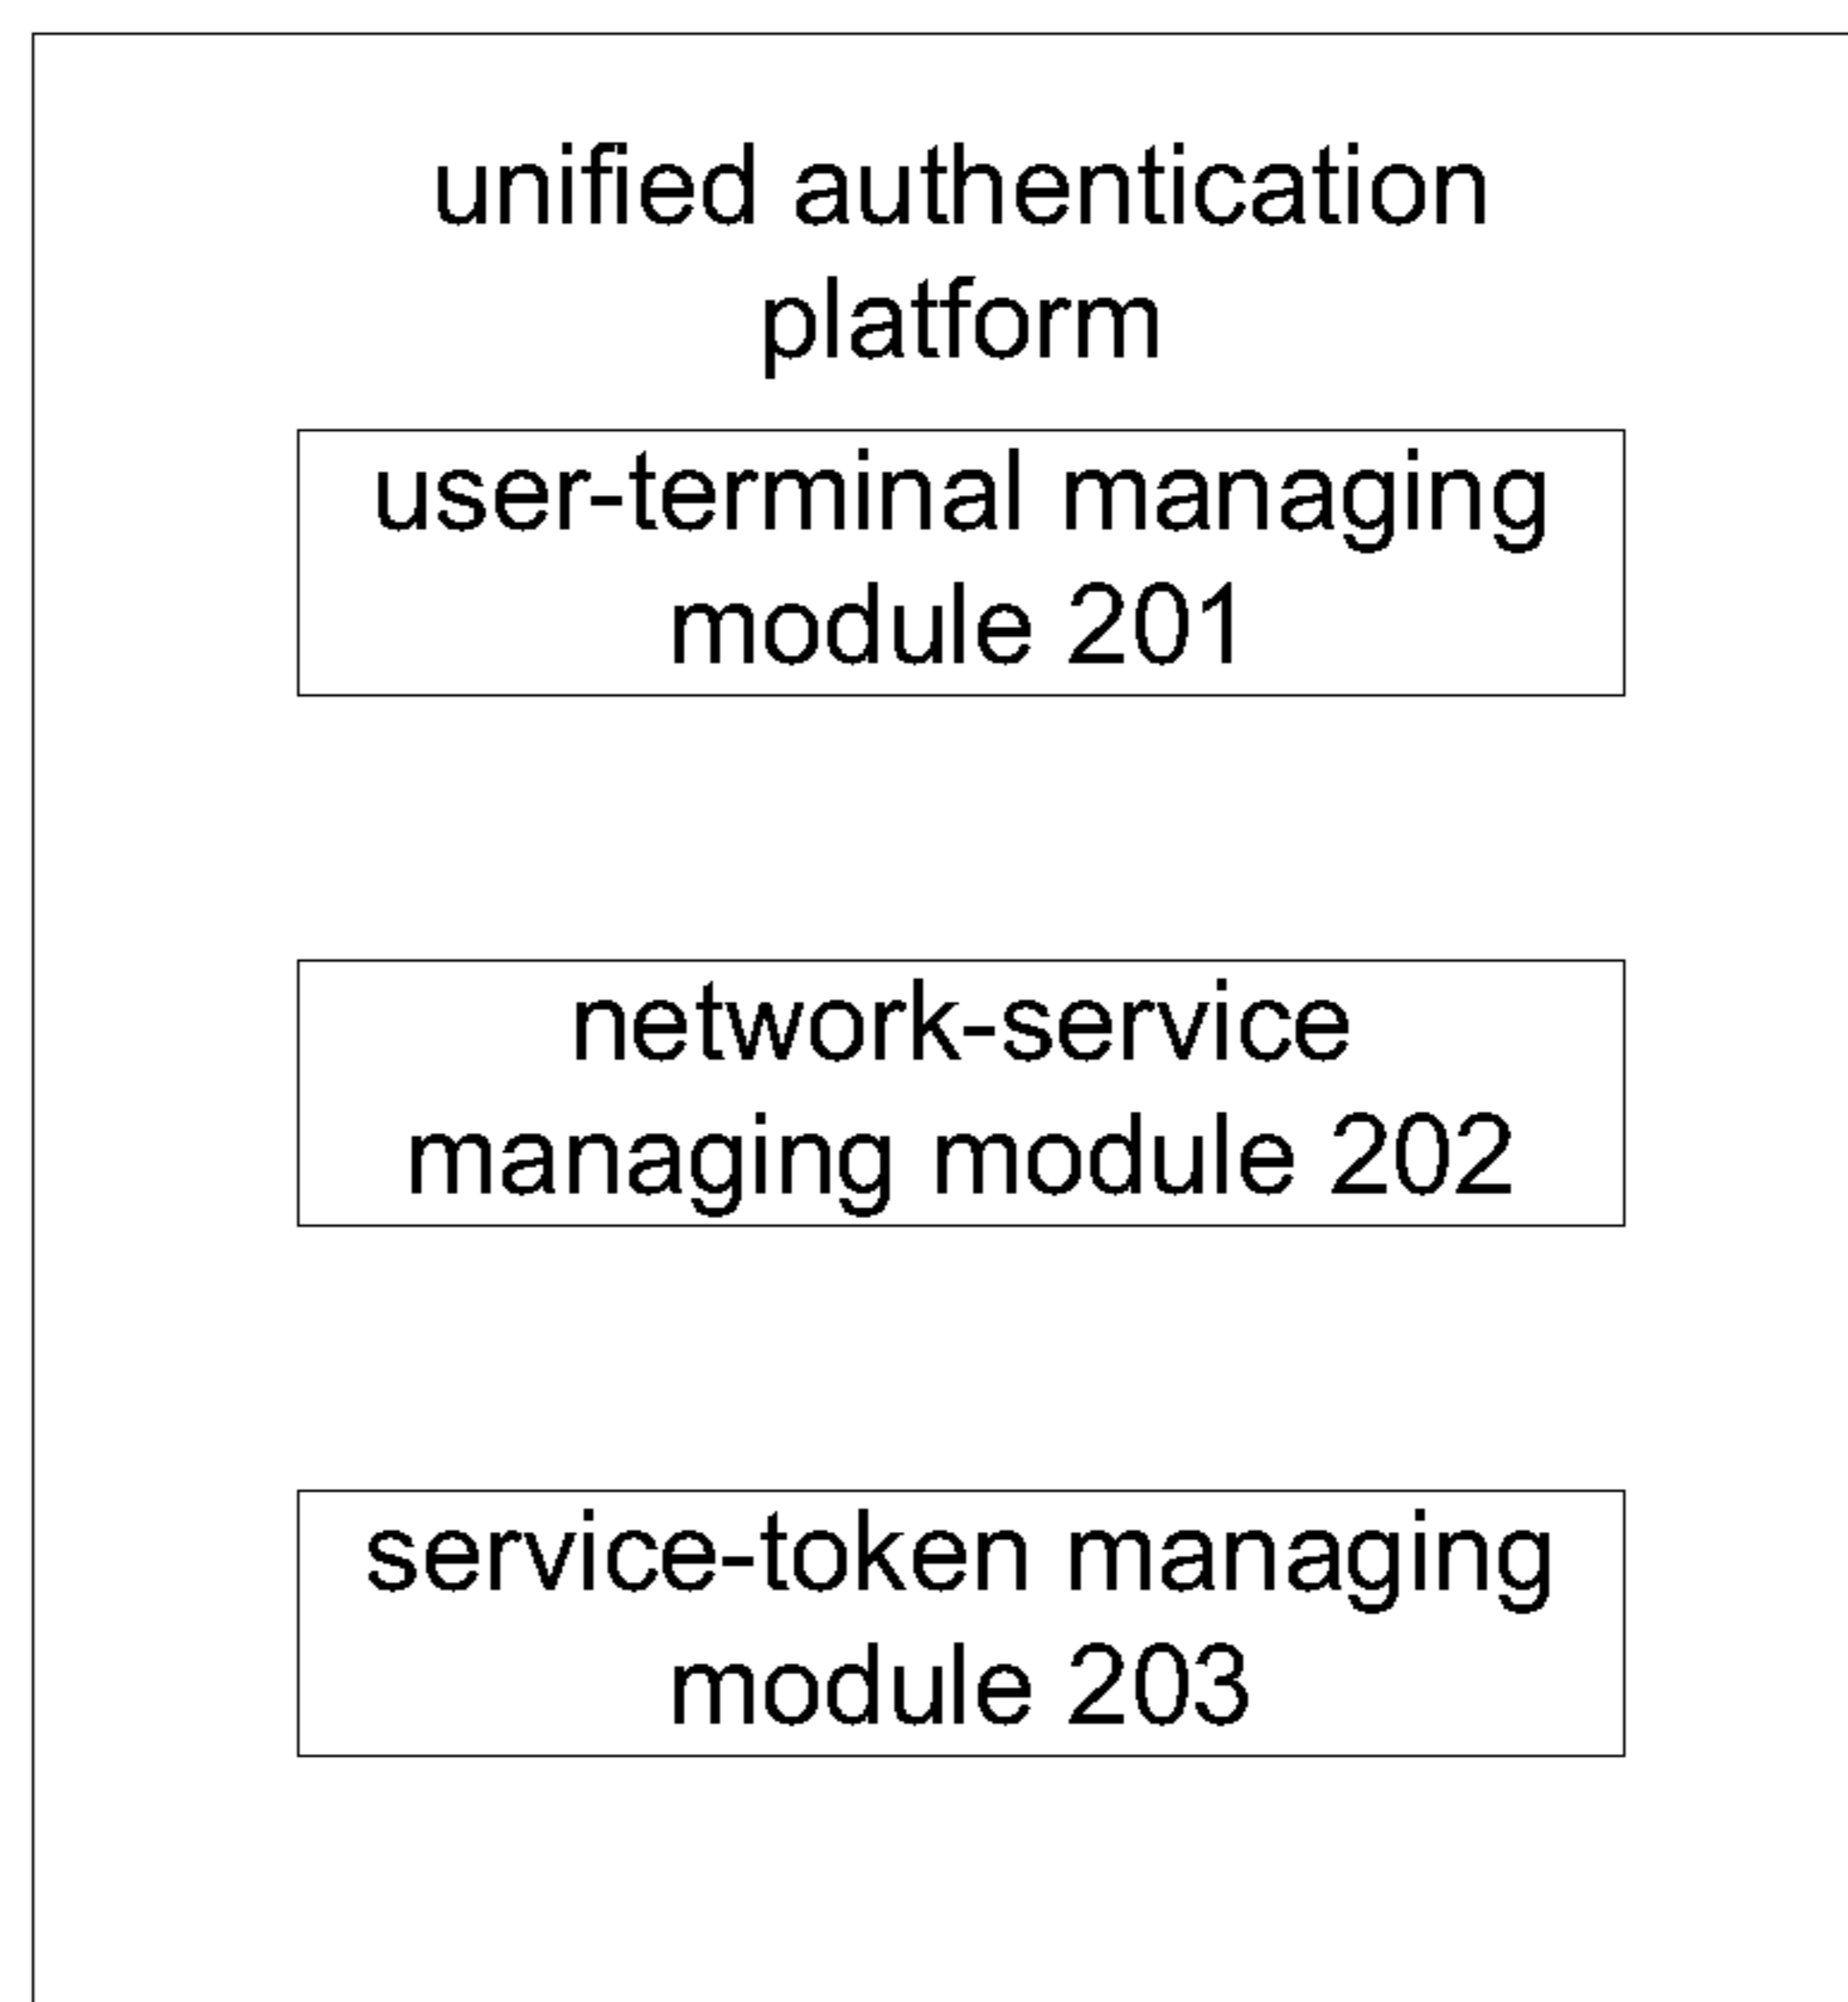 unified authentication
platform
user-terminal managing
module 201
network-service
managing module 202
service-token managing
module 203